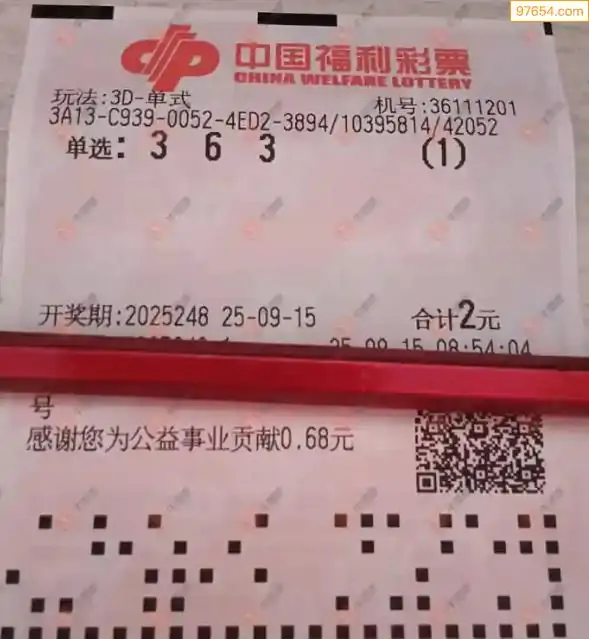 97654.com
中国福利彩票
CHINA WELFARE LOTTERY
玩法:3D-单式 机号:36111201
3A13-C939-0052-4ED2-3894/10395814/42052
单选: 3 6 3 (1)
开奖期:2025248 25-09-15 合计2元
25-09-15 08:54:04
号
感谢您为公益事业贡献0.68元